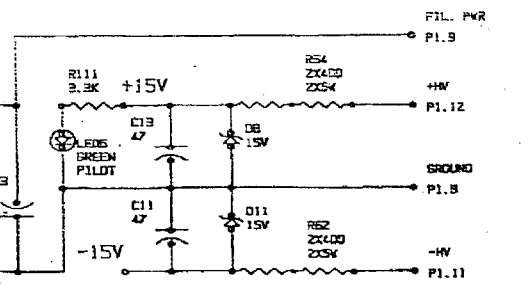 FIL. PWR
P1.9
R111
3.3K
+15V
R54
2X400
2X5W
+HV
P1.12
C13
47
D8
15V
LED5
GREEN
PILOT
GROUND
P1.8
3
C11
47
D11
15V
R62
2X400
2X5W
-15V
-HV
P1.11